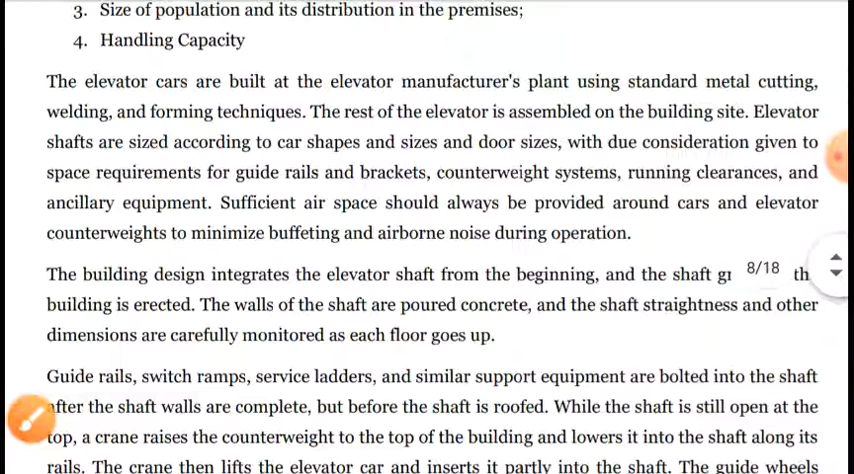 3. Size of population and its distribution in the premises;
4. Handling Capacity
The elevator cars are built at the elevator manufacturer's plant using standard metal cutting,
welding, and forming techniques. The rest of the elevator is assembled on the building site. Elevator
shafts are sized according to car shapes and sizes and door sizes, with due consideration given to
space requirements for guide rails and brackets, counterweight systems, running clearances, and
ancillary equipment. Sufficient air space should always be provided around cars and elevator
counterweights to minimize buffeting and airborne noise during operation.
The building design integrates the elevator shaft from the beginning, and the shaft 8/18
building is erected. The walls of the shaft are poured concrete, and the shaft straightness and other
dimensions are carefully monitored as each floor goes up.
Guide rails, switch ramps, service ladders, and similar support equipment are bolted into the shaft
after the shaft walls are complete, but before the shaft is roofed. While the shaft is still open at the
top, a crane raises the counterweight to the top of the building and lowers it into the shaft along its
rails. The crane then lifts the elevator car and inserts it partly into the shaft. The guide wheels